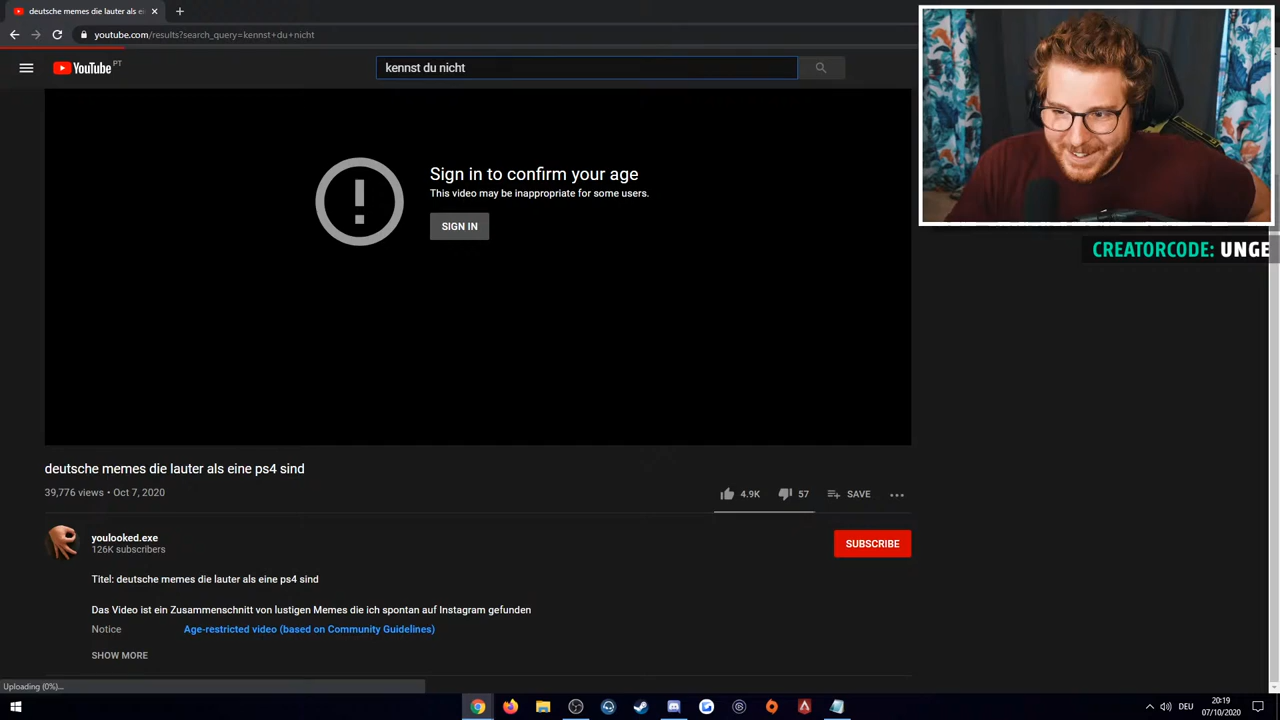 deutsche memes die lauter als ei
youtube.com/results?search_query=kennst+du+nicht
YouTube PT
kennst du nicht
Sign in to confirm your age
This video may be inappropriate for some users.
SIGN IN
CREATORCODE: UNGE
deutsche memes die lauter als eine ps4 sind
39,776 views • Oct 7, 2020
4.9K 57 SAVE
youlooked.exe
126K subscribers
SUBSCRIBE
Titel: deutsche memes die lauter als eine ps4 sind
Das Video ist ein Zusammenschnitt von lustigen Memes die ich spontan auf Instagram gefunden
Notice Age-restricted video (based on Community Guidelines)
SHOW MORE
Uploading (0%)...
DEU
20:19
07/10/2020